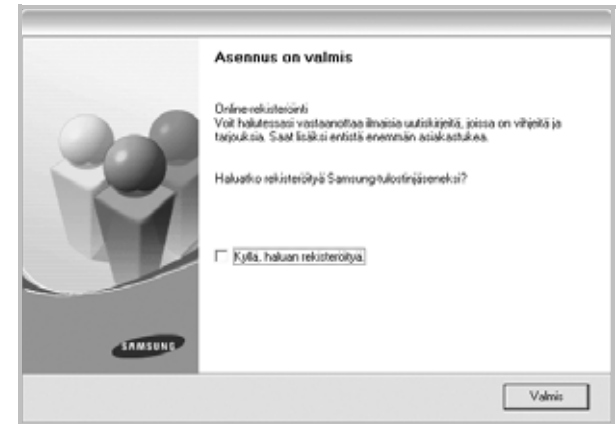 Asennus on valmis
Online-rekisteröinti
Voit halutessasi vastaanottaa ilmaisia uutiskirjeitä, joissa on vihjeitä ja
tarjouksia. Saat lisäksi entistä enemmän asiakastukea.
Haluatko rekisteröityä Samsung-tulostinjäseneksi?
Kyllä, haluan rekisteröityä.
SAMSUNG
Valmis